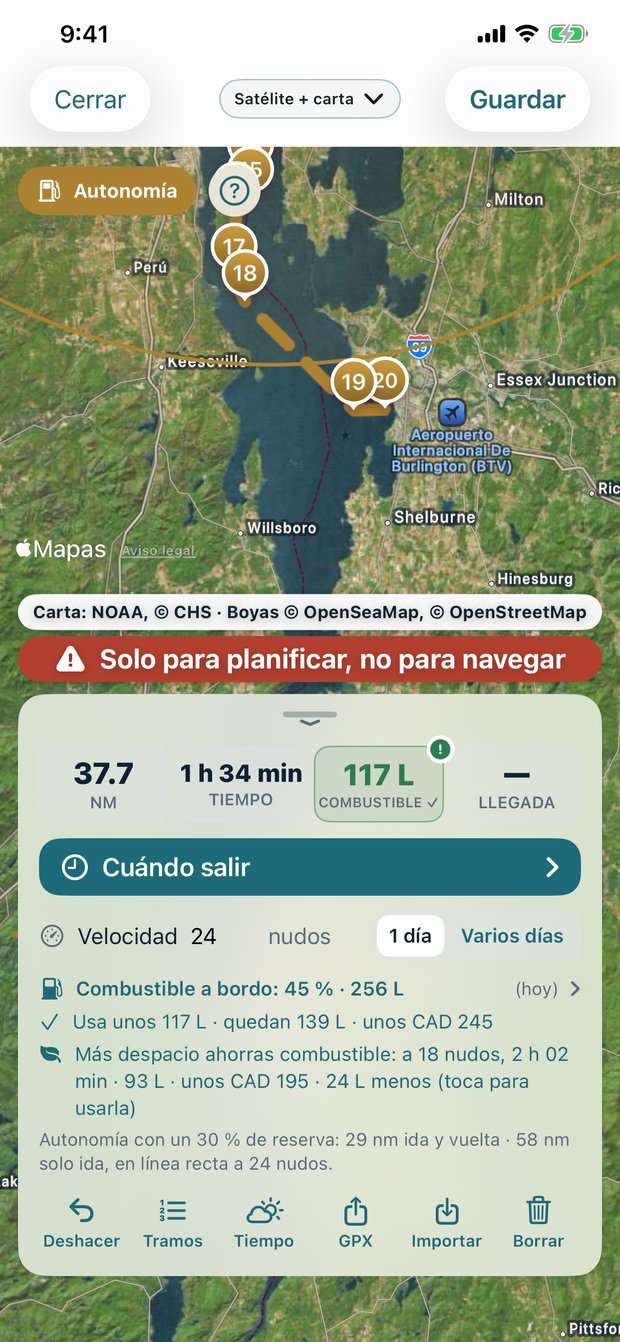 9:41
Cerrar
Satélite + carta
Guardar
15
Autonomía
?
Milton
17
Perú
18
89
Keeseville
19
20
Essex Junction
Aeropuerto
Internacional De
Burlington (BTV)
Willsboro
Shelburne
Mapas
Aviso legal
Hinesburg
Carta: NOAA, © CHS · Boyas © OpenSeaMap, © OpenStreetMap
Solo para planificar, no para navegar
37.7
NM
1 h 34 min
TIEMPO
117 L
COMBUSTIBLE ✓
—
LLEGADA
Cuándo salir
Velocidad 24 nudos
1 día
Varios días
Combustible a bordo: 45 % · 256 L (hoy)
✓ Usa unos 117 L · quedan 139 L · unos CAD 245
Más despacio ahorras combustible: a 18 nudos, 2 h 02
min · 93 L · unos CAD 195 · 24 L menos (toca para
usarla)
Autonomía con un 30 % de reserva: 29 nm ida y vuelta · 58 nm
solo ida, en línea recta a 24 nudos.
Deshacer
Tramos
Tiempo
GPX
Importar
Borrar